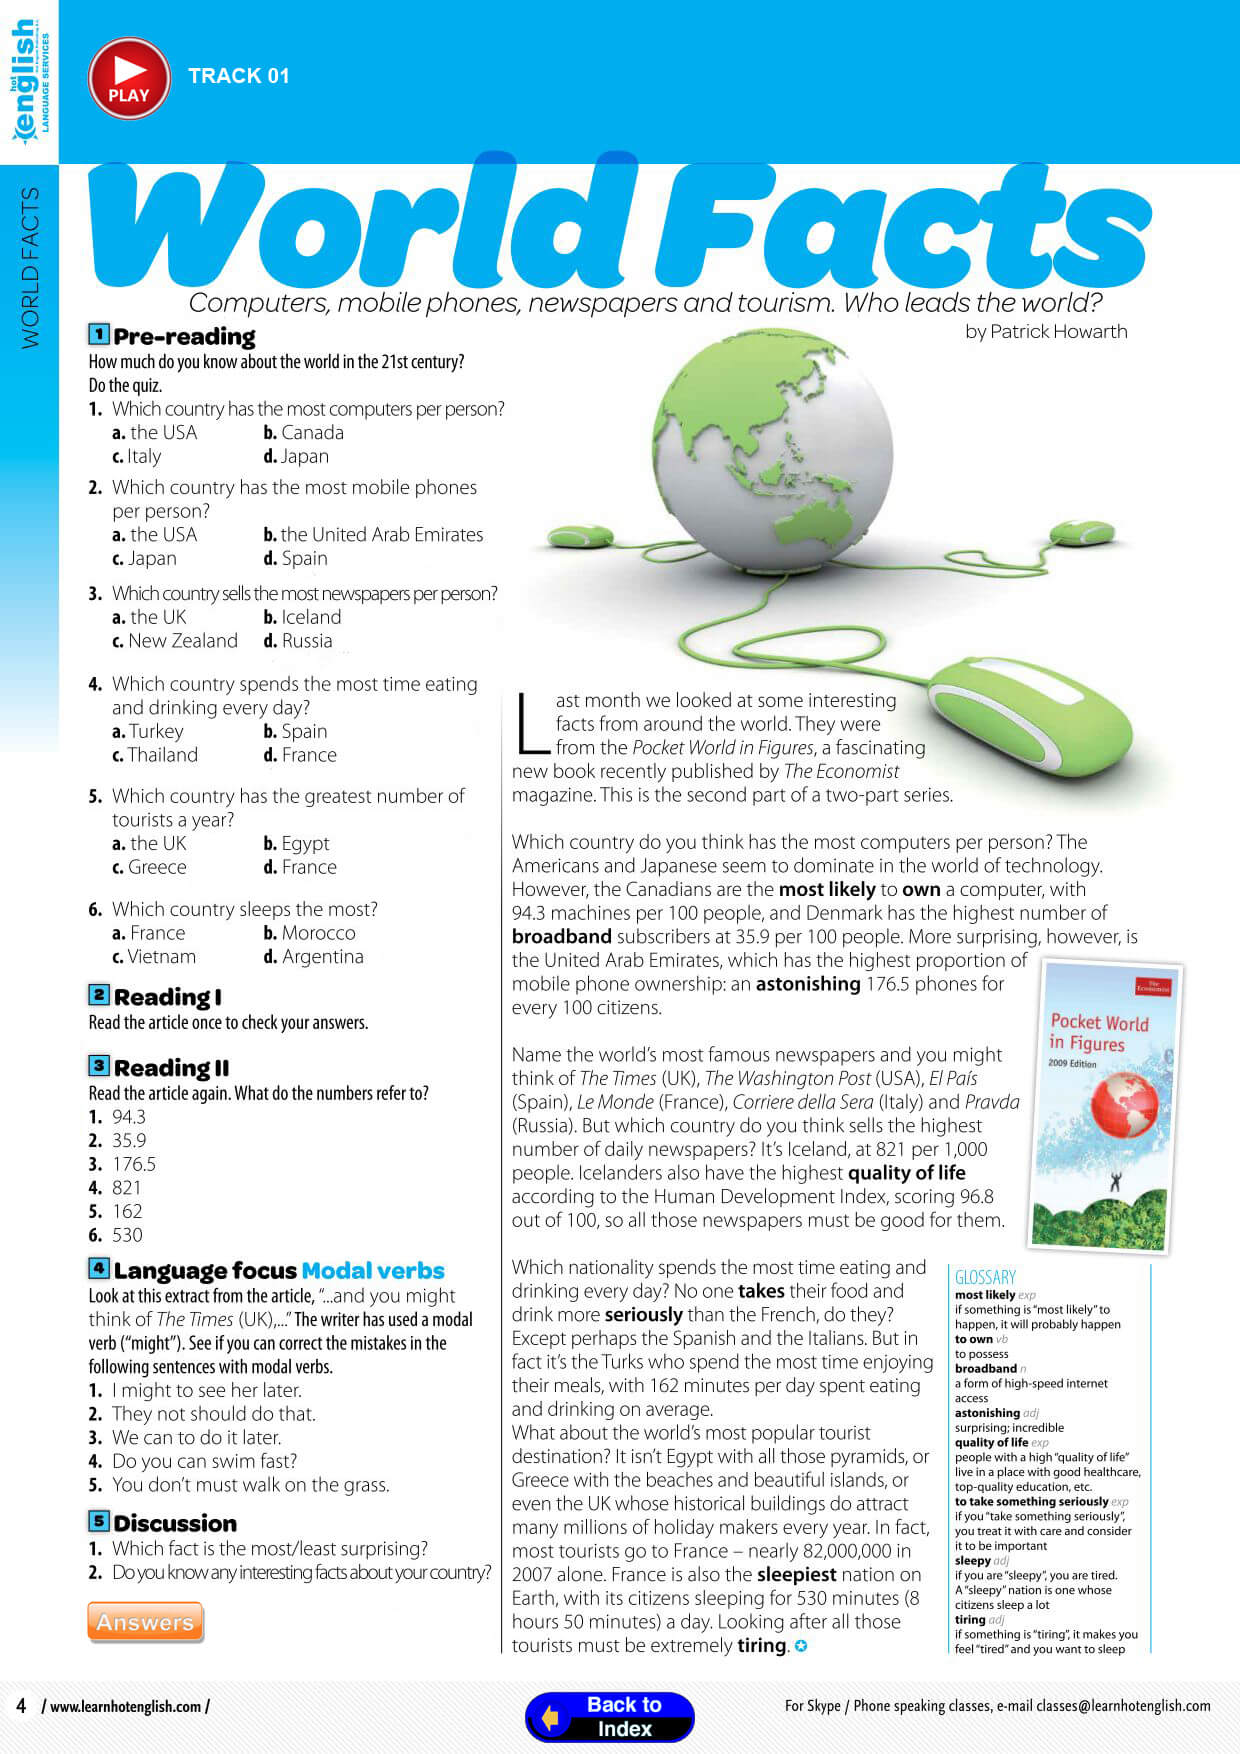 hot
english
LANGUAGE SERVICES
PLAY
TRACK 01
WORLD FACTS
World Facts
Computers, mobile phones, newspapers and tourism. Who leads the world?
by Patrick Howarth
1 Pre-reading
How much do you know about the world in the 21st century?
Do the quiz.
1. Which country has the most computers per person?
a. the USA b. Canada
c. Italy d. Japan
2. Which country has the most mobile phones
per person?
a. the USA b. the United Arab Emirates
c. Japan d. Spain
3. Which country sells the most newspapers per person?
a. the UK b. Iceland
c. New Zealand d. Russia
4. Which country spends the most time eating
and drinking every day?
a. Turkey b. Spain
c. Thailand d. France
5. Which country has the greatest number of
tourists a year?
a. the UK b. Egypt
c. Greece d. France
6. Which country sleeps the most?
a. France b. Morocco
c. Vietnam d. Argentina
2 Reading I
Read the article once to check your answers.
3 Reading II
Read the article again. What do the numbers refer to?
1. 94.3
2. 35.9
3. 176.5
4. 821
5. 162
6. 530
4 Language focus Modal verbs
Look at this extract from the article, “...and you might
think of The Times (UK),...” The writer has used a modal
verb (“might”). See if you can correct the mistakes in the
following sentences with modal verbs.
1. I might to see her later.
2. They not should do that.
3. We can to do it later.
4. Do you can swim fast?
5. You don’t must walk on the grass.
5 Discussion
1. Which fact is the most/least surprising?
2. Do you know any interesting facts about your country?
Answers
Last month we looked at some interesting
facts from around the world. They were
from the Pocket World in Figures, a fascinating
new book recently published by The Economist
magazine. This is the second part of a two-part series.
Which country do you think has the most computers per person? The
Americans and Japanese seem to dominate in the world of technology.
However, the Canadians are the most likely to own a computer, with
94.3 machines per 100 people, and Denmark has the highest number of
broadband subscribers at 35.9 per 100 people. More surprising, however, is
the United Arab Emirates, which has the highest proportion of
mobile phone ownership: an astonishing 176.5 phones for
every 100 citizens.
Name the world’s most famous newspapers and you might
think of The Times (UK), The Washington Post (USA), El País
(Spain), Le Monde (France), Corriere della Sera (Italy) and Pravda
(Russia). But which country do you think sells the highest
number of daily newspapers? It’s Iceland, at 821 per 1,000
people. Icelanders also have the highest quality of life
according to the Human Development Index, scoring 96.8
out of 100, so all those newspapers must be good for them.
Which nationality spends the most time eating and
drinking every day? No one takes their food and
drink more seriously than the French, do they?
Except perhaps the Spanish and the Italians. But in
fact it’s the Turks who spend the most time enjoying
their meals, with 162 minutes per day spent eating
and drinking on average.
What about the world’s most popular tourist
destination? It isn’t Egypt with all those pyramids, or
Greece with the beaches and beautiful islands, or
even the UK whose historical buildings do attract
many millions of holiday makers every year. In fact,
most tourists go to France – nearly 82,000,000 in
2007 alone. France is also the sleepiest nation on
Earth, with its citizens sleeping for 530 minutes (8
hours 50 minutes) a day. Looking after all those
tourists must be extremely tiring.
The
Economist
Pocket World
in Figures
2009 Edition
GLOSSARY
most likely exp
if something is “most likely” to
happen, it will probably happen
to own vb
to possess
broadband n
a form of high-speed internet
access
astonishing adj
surprising; incredible
quality of life exp
people with a high “quality of life”
live in a place with good healthcare,
top-quality education, etc.
to take something seriously exp
if you “take something seriously”,
you treat it with care and consider
it to be important
sleepy adj
if you are “sleepy”, you are tired.
A “sleepy” nation is one whose
citizens sleep a lot
tiring adj
if something is “tiring”, it makes you
feel “tired” and you want to sleep
4 / www.learnhotenglish.com /
Back to
Index
For Skype / Phone speaking classes, e-mail classes@learnhotenglish.com